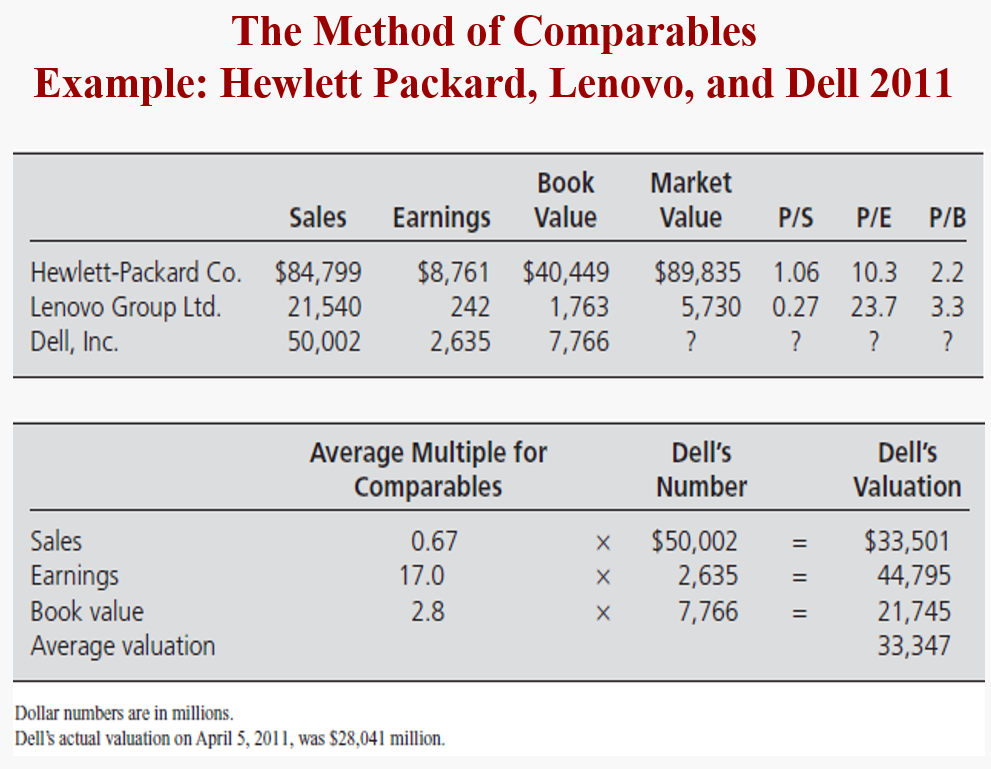 The Method of Comparables
Example: Hewlett Packard, Lenovo, and Dell 2011
Book Market
Sales Earnings Value Value P/S P/E P/B
Hewlett-Packard Co. $84,799 $8,761 $40,449 $89,835 1.06 10.3 2.2
Lenovo Group Ltd. 21,540 242 1,763 5,730 0.27 23.7 3.3
Dell, Inc. 50,002 2,635 7,766 ? ? ? ?
Average Multiple for Dell's Dell's
Comparables Number Valuation
Sales 0.67 × $50,002 = $33,501
Earnings 17.0 × 2,635 = 44,795
Book value 2.8 × 7,766 = 21,745
Average valuation 33,347
Dollar numbers are in millions.
Dell's actual valuation on April 5, 2011, was $28,041 million.